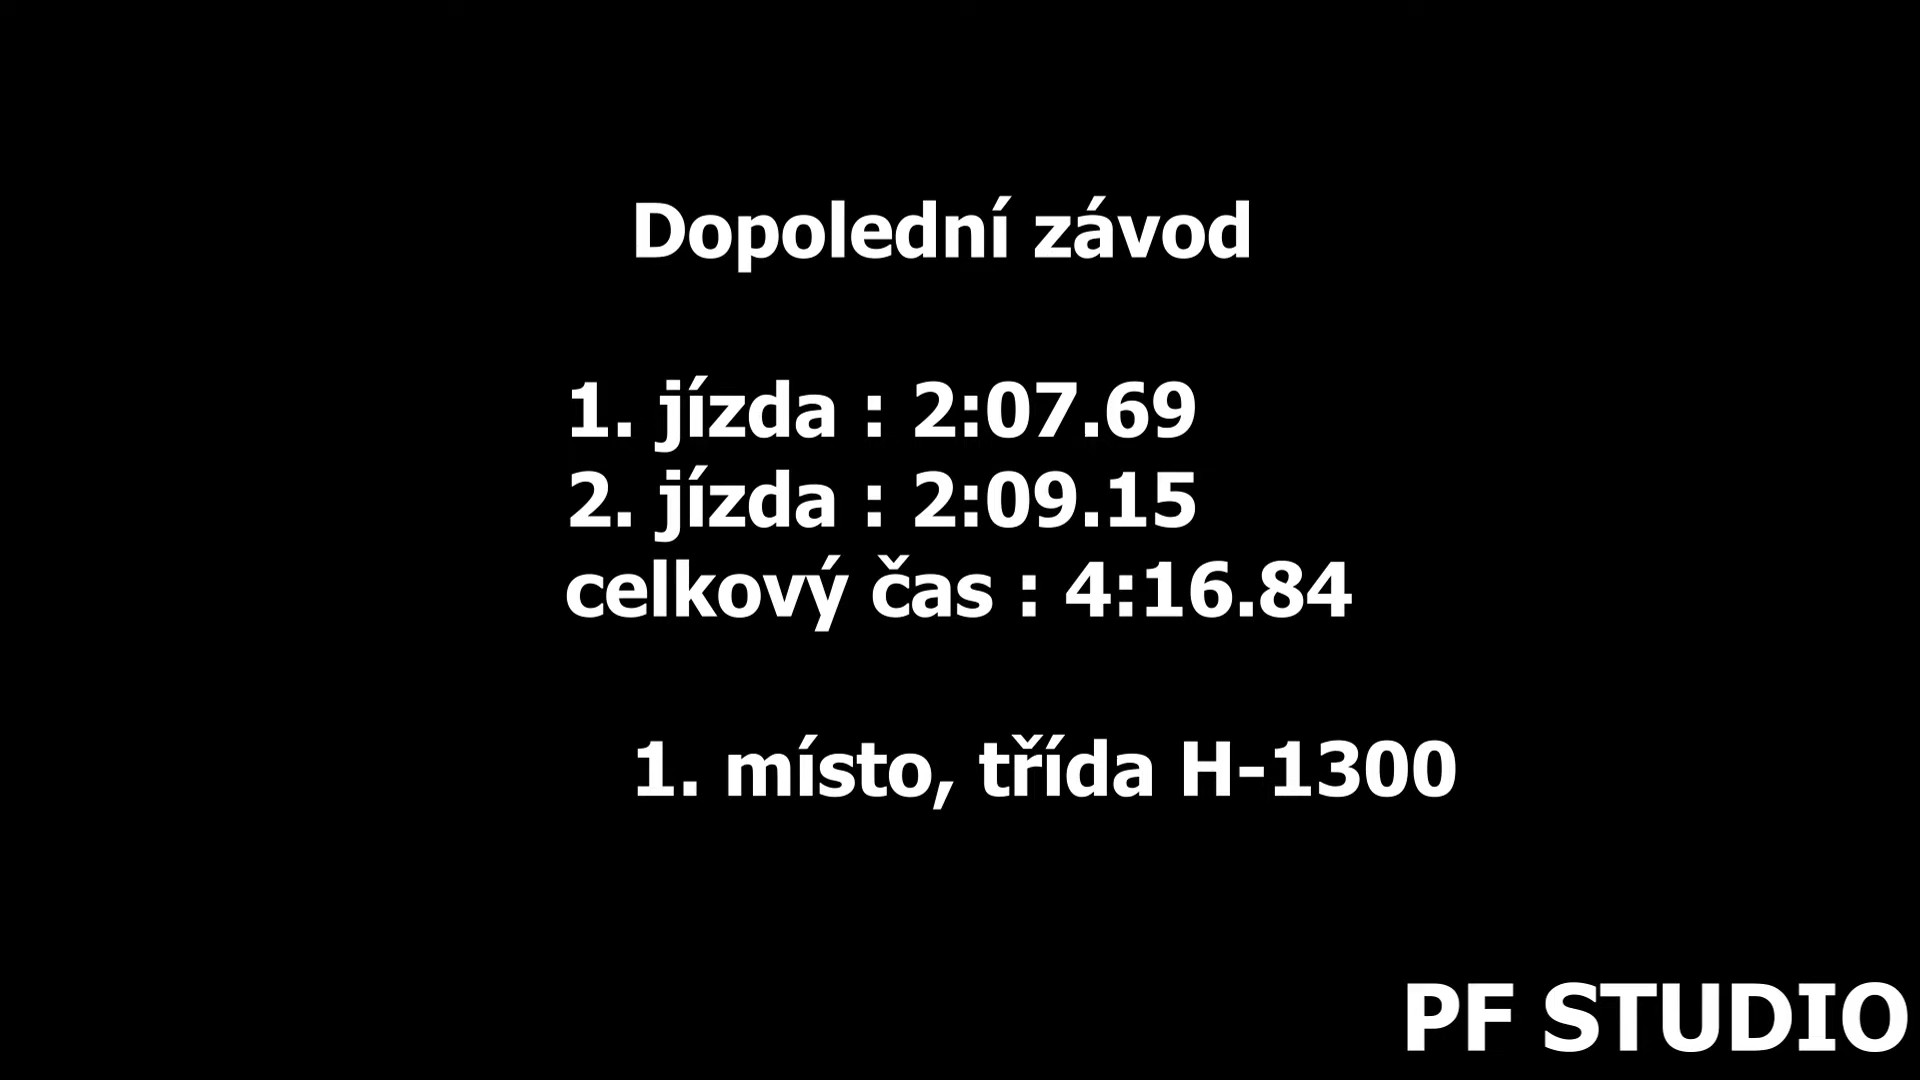 Dopolední závod
1. jízda : 2:07.69
2. jízda : 2:09.15
celkový čas : 4:16.84
1. místo, třída H-1300
PF STUDIO